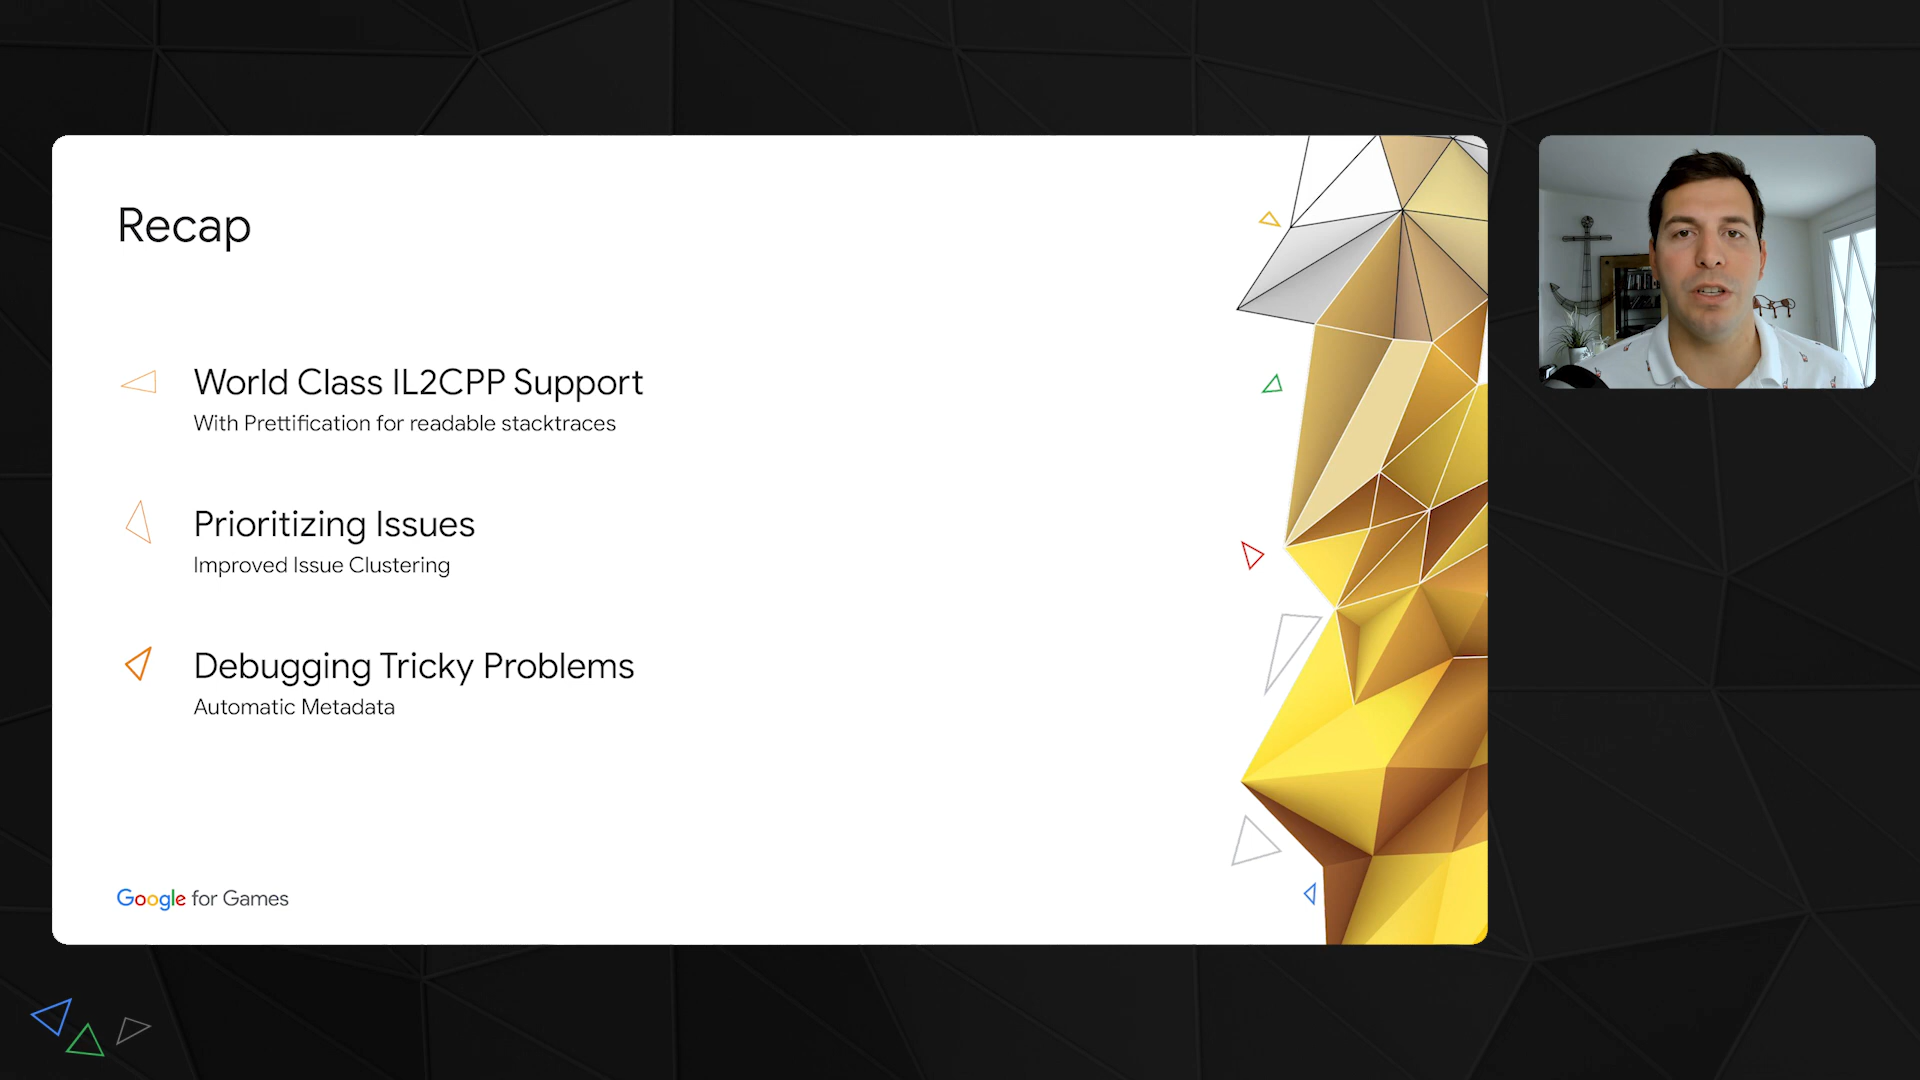 Recap
World Class IL2CPP Support
With Prettification for readable stacktraces
Prioritizing Issues
Improved Issue Clustering
Debugging Tricky Problems
Automatic Metadata
Google for Games